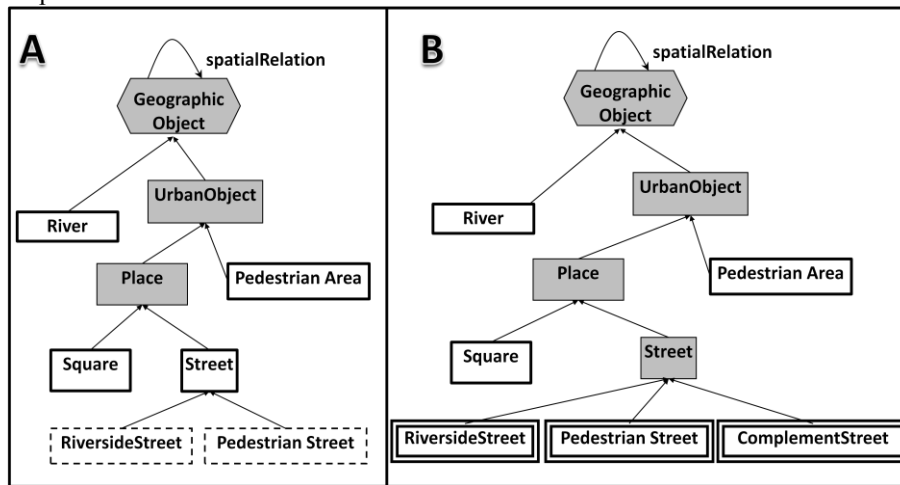 A
spatialRelation
Geographic
Object
UrbanObject
River
Place
Pedestrian Area
Square
Street
RiversideStreet
Pedestrian Street
B
spatialRelation
Geographic
Object
UrbanObject
River
Place
Pedestrian Area
Square
Street
RiversideStreet
Pedestrian Street
ComplementStreet